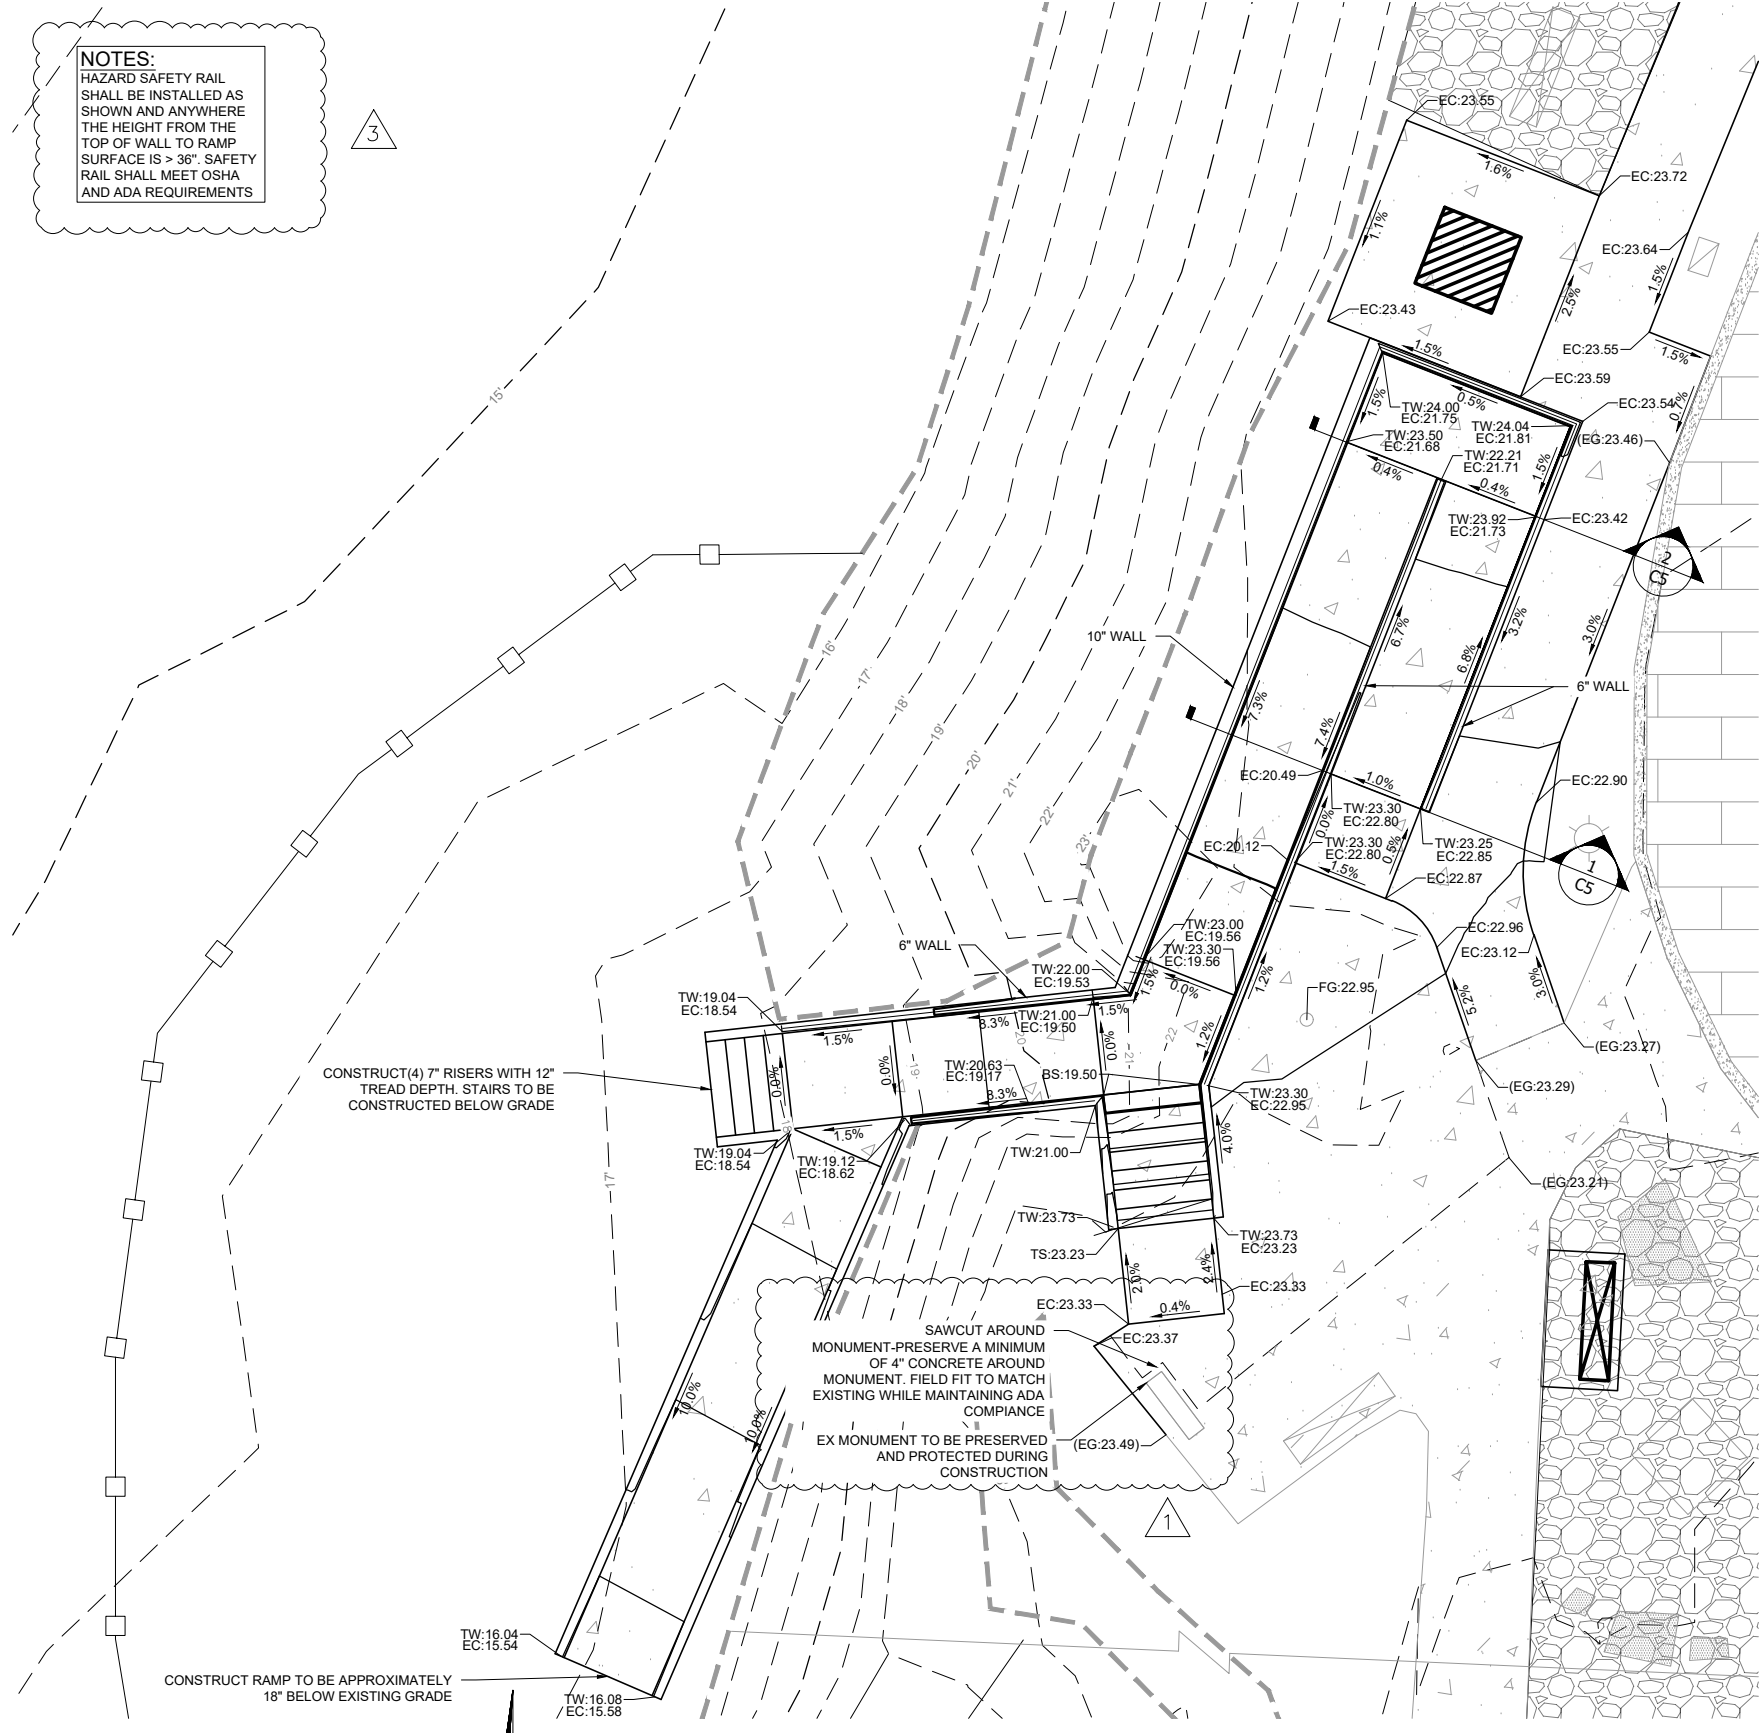 NOTES:
HAZARD SAFETY RAIL
SHALL BE INSTALLED AS
SHOWN AND ANYWHERE
THE HEIGHT FROM THE
TOP OF WALL TO RAMP
SURFACE IS > 36". SAFETY
RAIL SHALL MEET OSHA
AND ADA REQUIREMENTS
3
EC:23.55
1.6%
EC:23.72
1.1%
EC:23.64
1.5%
2.5%
EC:23.43
1.5%
EC:23.55
1.5%
EC:23.59
0.7%
15'
1.5%
0.5%
EC:23.54
TW:24.00
EC:21.75
TW:24.04
EC:21.81
(EG:23.46)
TW:23.50
EC:21.68
TW:22.21
EC:21.71
0.4%
0.4%
1.5%
TW:23.92
EC:21.73
EC:23.42
2
C5
10" WALL
6.7%
3.2%
3.0%
6.8%
6" WALL
16'
17'
18'
19'
20'
21'
22'
23'
7.3%
7.4%
EC:20.49
1.0%
EC:22.90
TW:23.30
EC:22.80
0.0%
EC:20.12
TW:23.30
EC:22.80
0.5%
TW:23.25
EC:22.85
1.5%
EC:22.87
1
C5
6" WALL
TW:23.00
EC:19.56
TW:23.30
EC:19.56
EC:22.96
EC:23.12
TW:22.00
EC:19.53
1.5%
0.0%
1.2%
3.0%
5.2%
FG:22.95
TW:19.04
EC:18.54
8.3%
TW:21.00
EC:19.50
1.5%
1.5%
20
22
1.2%
0.0%
21
(EG:23.27)
CONSTRUCT(4) 7" RISERS WITH 12"
TREAD DEPTH. STAIRS TO BE
CONSTRUCTED BELOW GRADE
0.0%
0.0%
19
TW:20.63
EC:19.17
BS:19.50
8.3%
(EG:23.29)
TW:23.30
EC:22.95
18
1.5%
4.0%
TW:19.04
EC:18.54
TW:19.12
EC:18.62
TW:21.00
17'
(EG:23.21)
TW:23.73
TS:23.23
TW:23.73
EC:23.23
2.0%
2.4%
EC:23.33
EC:23.33
0.4%
EC:23.37
SAWCUT AROUND
MONUMENT-PRESERVE A MINIMUM
OF 4" CONCRETE AROUND
MONUMENT. FIELD FIT TO MATCH
EXISTING WHILE MAINTAINING ADA
COMPIANCE
EX MONUMENT TO BE PRESERVED
AND PROTECTED DURING
CONSTRUCTION
(EG:23.49)
10.0%
10.0%
1
TW:16.04
EC:15.54
CONSTRUCT RAMP TO BE APPROXIMATELY
18" BELOW EXISTING GRADE
TW:16.08
EC:15.58